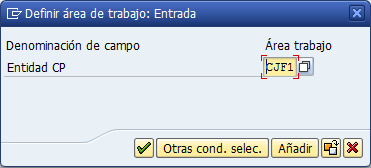 Definir área de trabajo: Entrada
Denominación de campo Área trabajo
Entidad CP CJF1
Otras cond. selec. Añadir